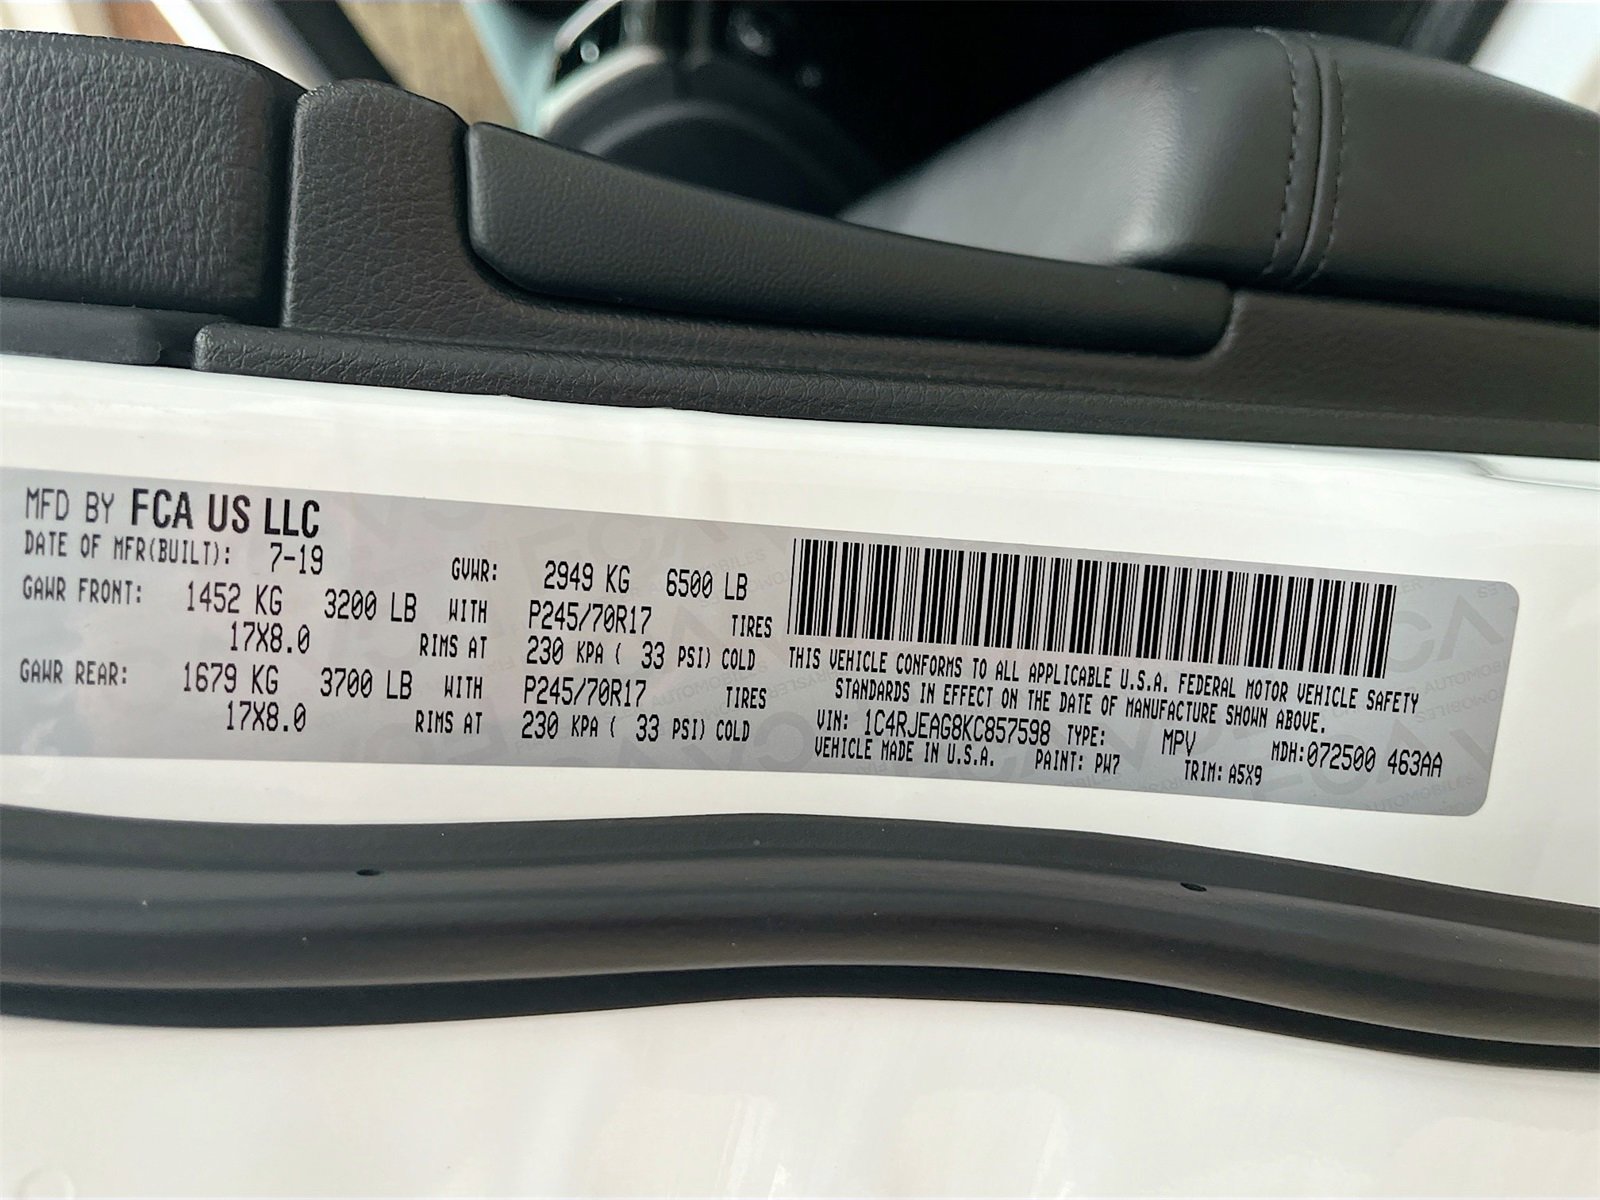 MFD BY FCA US LLC
DATE OF MFR(BUILT): 7-19 GVWR: 2949 KG 6500 LB
GAWR FRONT: 1452 KG 3200 LB WITH P245/70R17 TIRES
17X8.0 RIMS AT 230 KPA ( 33 PSI) COLD
GAWR REAR: 1679 KG 3700 LB WITH P245/70R17 TIRES
17X8.0 RIMS AT 230 KPA ( 33 PSI) COLD
THIS VEHICLE CONFORMS TO ALL APPLICABLE U.S.A. FEDERAL MOTOR VEHICLE SAFETY
STANDARDS IN EFFECT ON THE DATE OF MANUFACTURE SHOWN ABOVE.
VIN: 1C4RJEAG8KC857598 TYPE: MPV MDH:072500 463AA
VEHICLE MADE IN U.S.A. PAINT: PW7 TRIM: A5X9